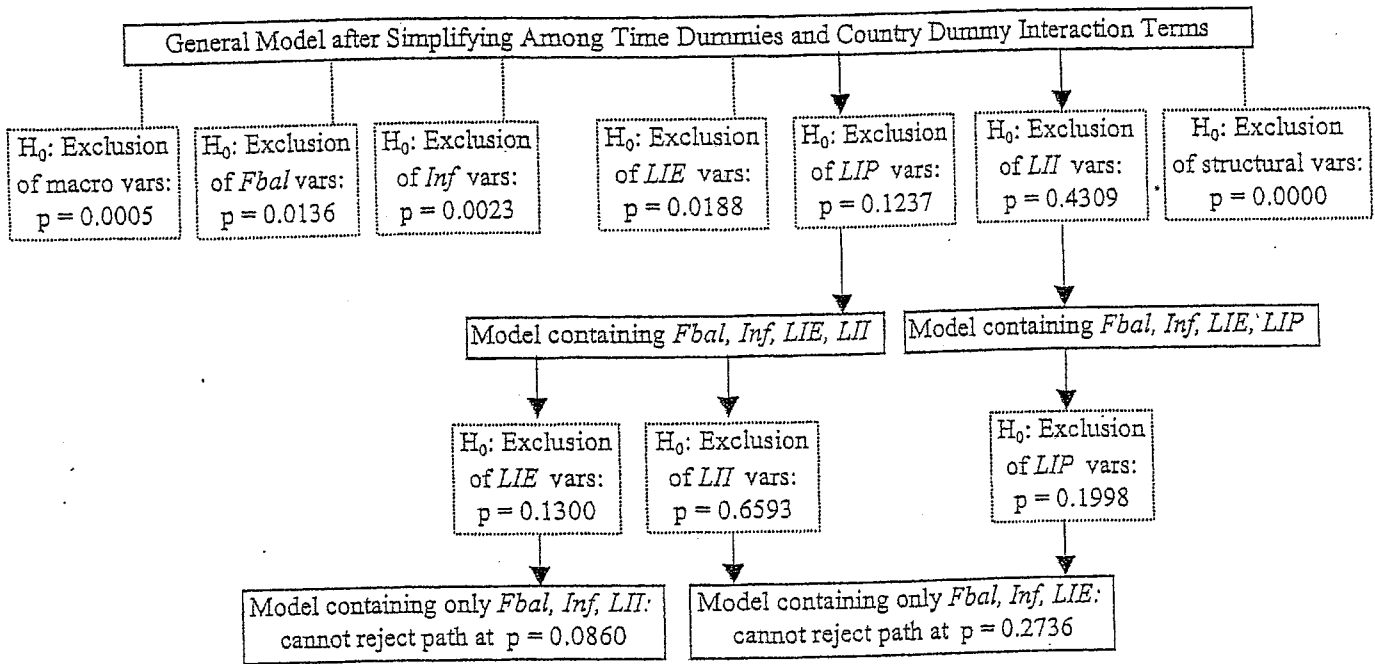 General Model after Simplifying Among Time Dummies and Country Dummy Interaction Terms
H₀: Exclusion
of macro vars:
p = 0.0005
H₀: Exclusion
of Fbal vars:
p = 0.0136
H₀: Exclusion
of Inf vars:
p = 0.0023
H₀: Exclusion
of LIE vars:
p = 0.0188
H₀: Exclusion
of LIP vars:
p = 0.1237
H₀: Exclusion
of LII vars:
p = 0.4309
H₀: Exclusion
of structural vars:
p = 0.0000
Model containing Fbal, Inf, LIE, LII
Model containing Fbal, Inf, LIE, LIP
H₀: Exclusion
of LIE vars:
p = 0.1300
H₀: Exclusion
of LII vars:
p = 0.6593
H₀: Exclusion
of LIP vars:
p = 0.1998
Model containing only Fbal, Inf, LII:
cannot reject path at p = 0.0860
Model containing only Fbal, Inf, LIE:
cannot reject path at p = 0.2736